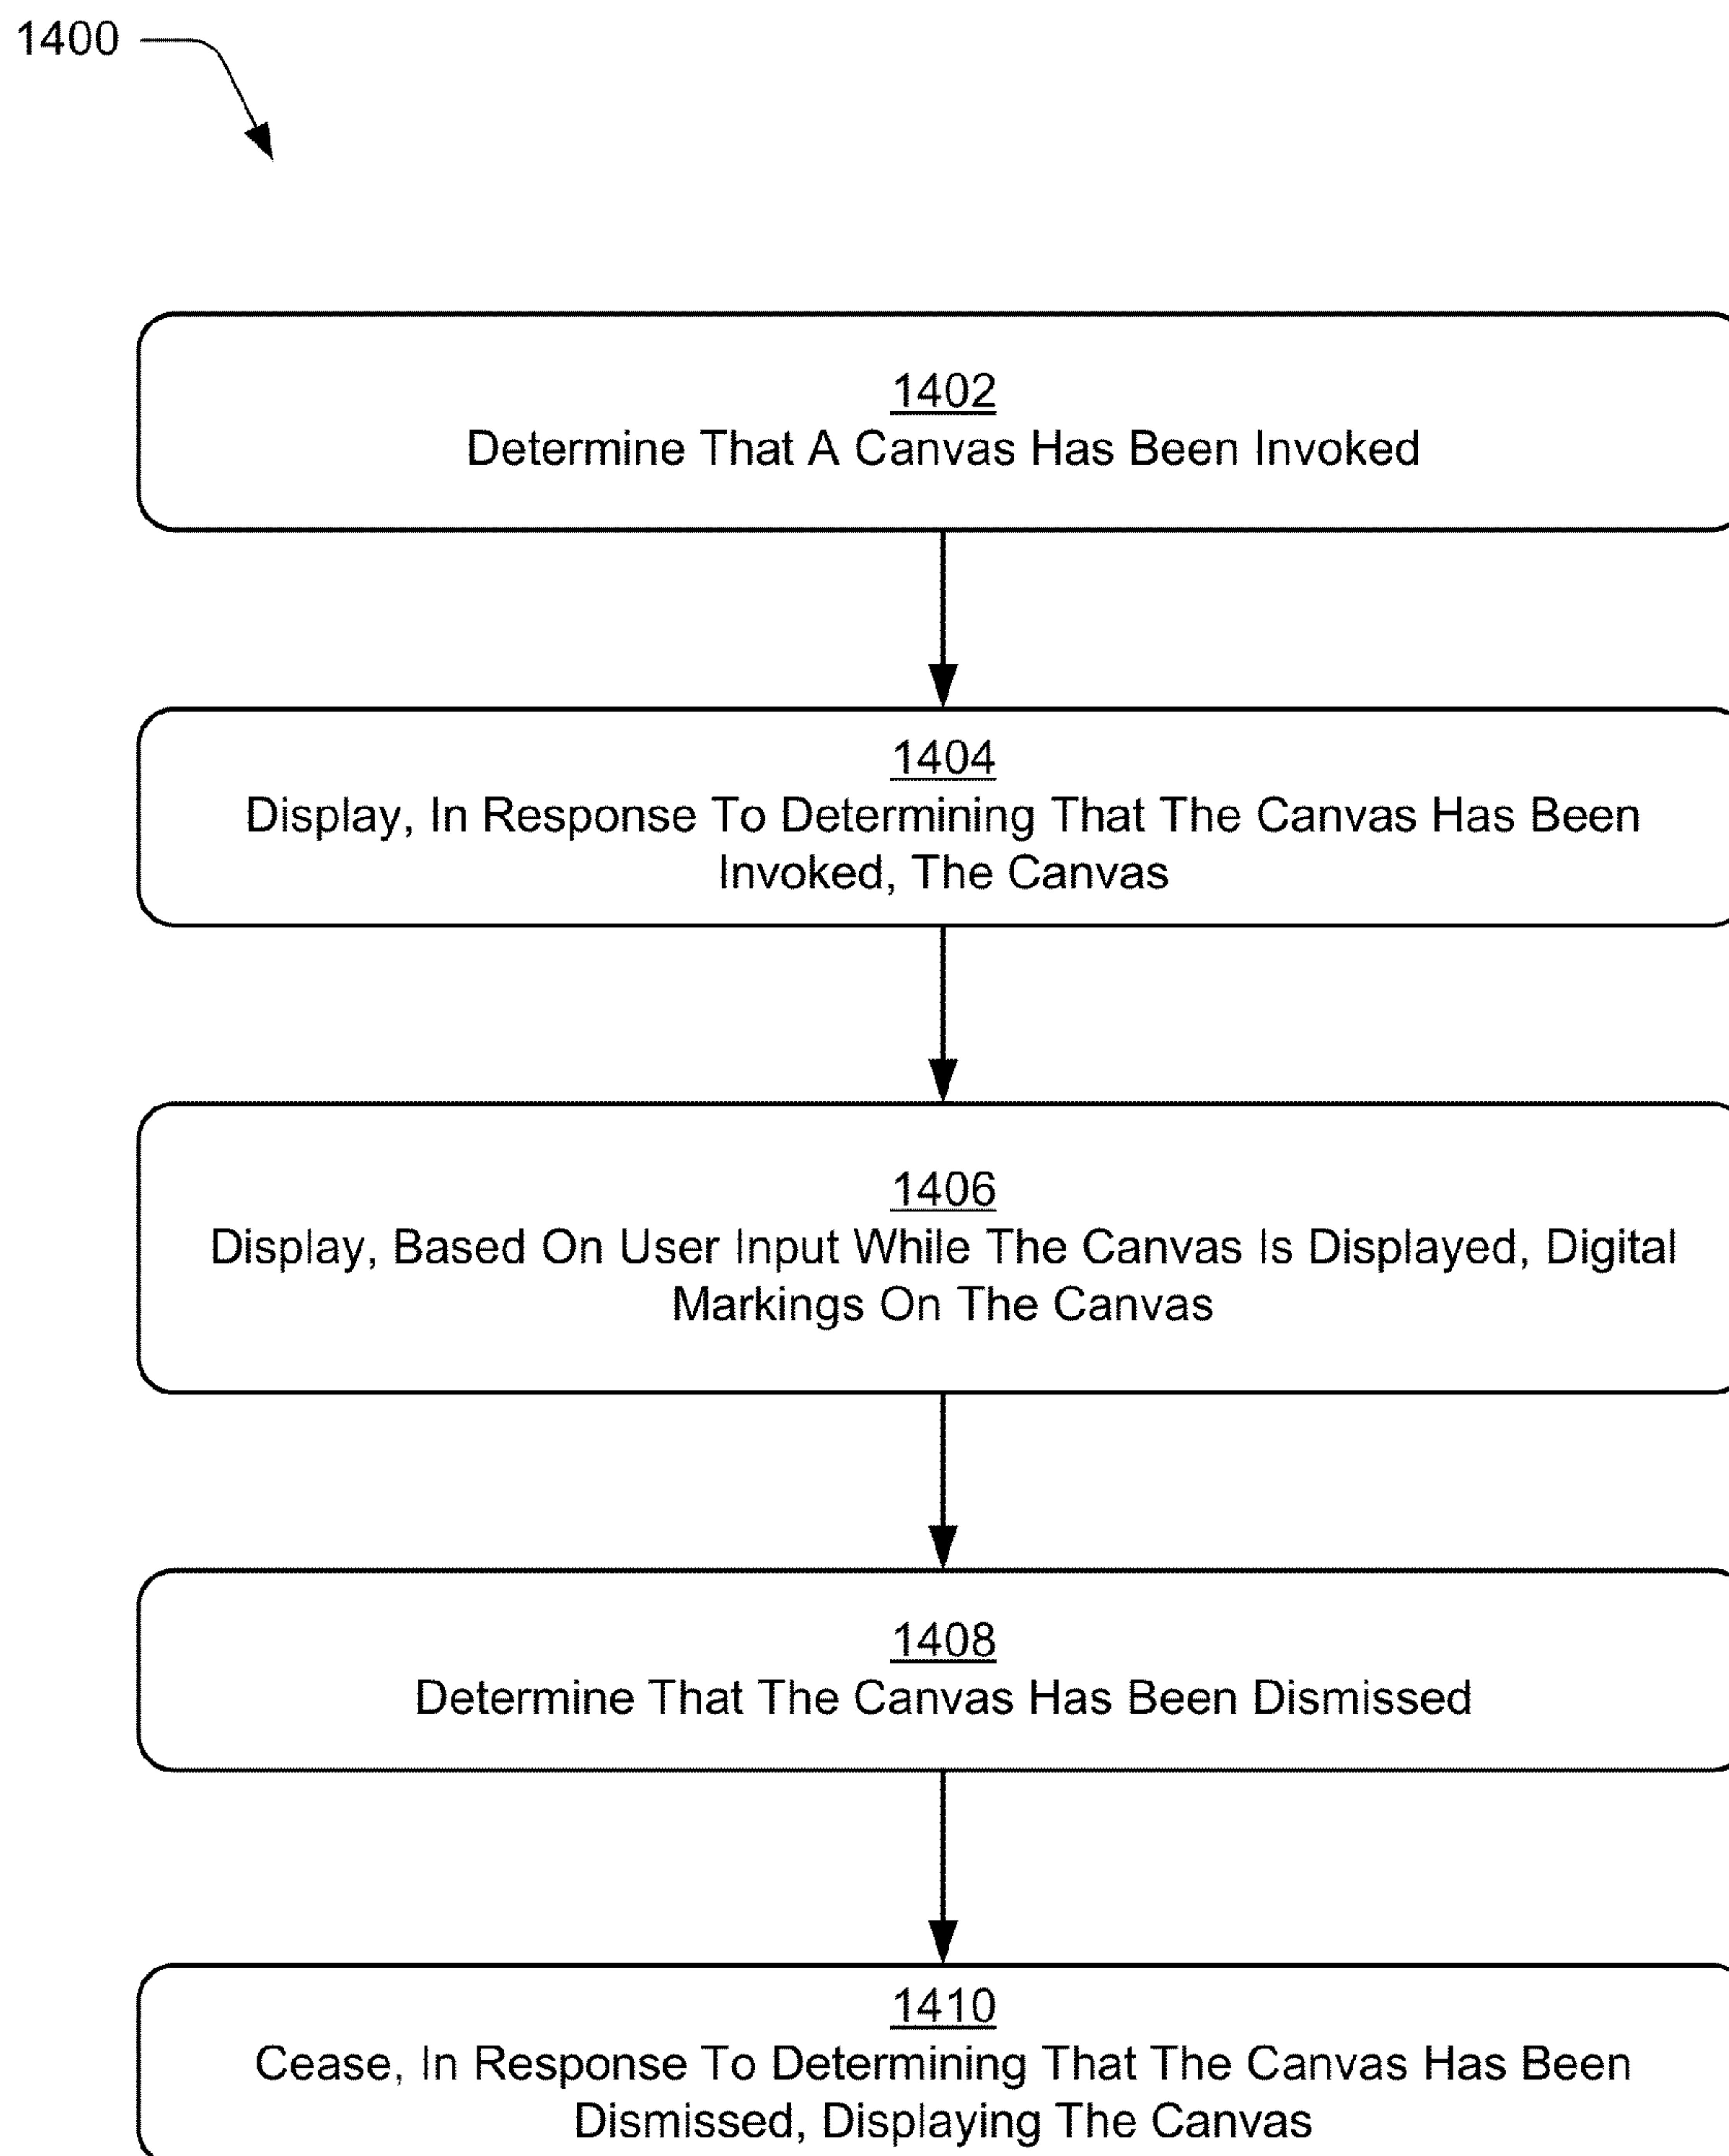 1400
1402
Determine That A Canvas Has Been Invoked
1404
Display, In Response To Determining That The Canvas Has Been
Invoked, The Canvas
1406
Display, Based On User Input While The Canvas Is Displayed, Digital
Markings On The Canvas
1408
Determine That The Canvas Has Been Dismissed
1410
Cease, In Response To Determining That The Canvas Has Been
Dismissed, Displaying The Canvas